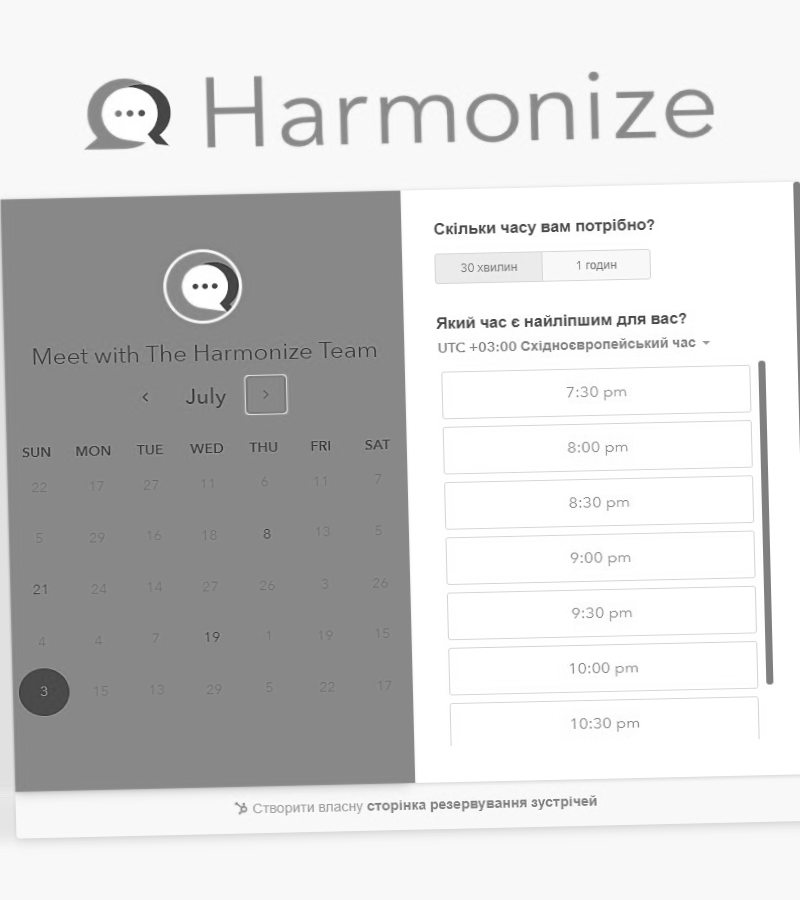 Harmonize
Meet with The Harmonize Team
July
SUN MON TUE WED THU FRI SAT
22 17 27 11 6 11 7
5 29 16 18 8 13 5
21 24 14 27 26 3 26
4 4 7 19 1 19 15
3 15 13 29 5 22 17
Скільки часу вам потрібно?
30 хвилин 1 годин
Який час є найліпшим для вас?
UTC +03:00 Східноєвропейський час
7:30 pm
8:00 pm
8:30 pm
9:00 pm
9:30 pm
10:00 pm
10:30 pm
Створити власну сторінка резервування зустрічей